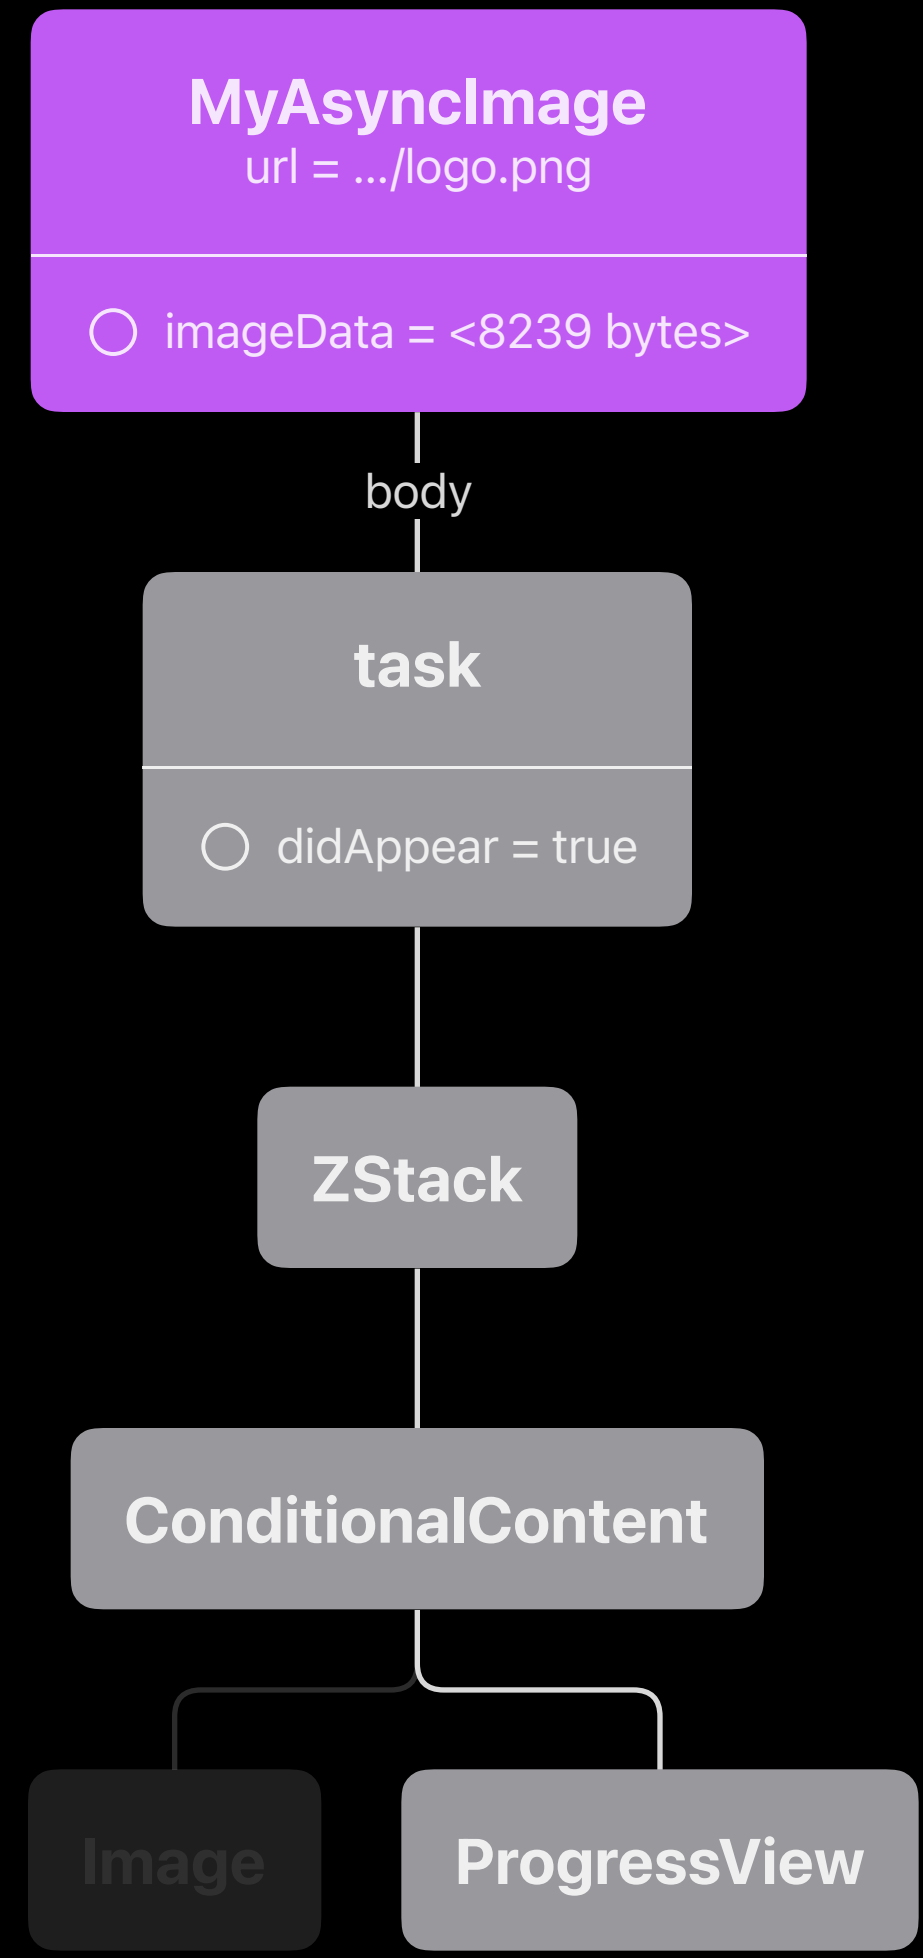 MyAsyncImage
url = .../logo.png
imageData = <8239 bytes>
body
task
didAppear = true
ZStack
ConditionalContent
Image
ProgressView